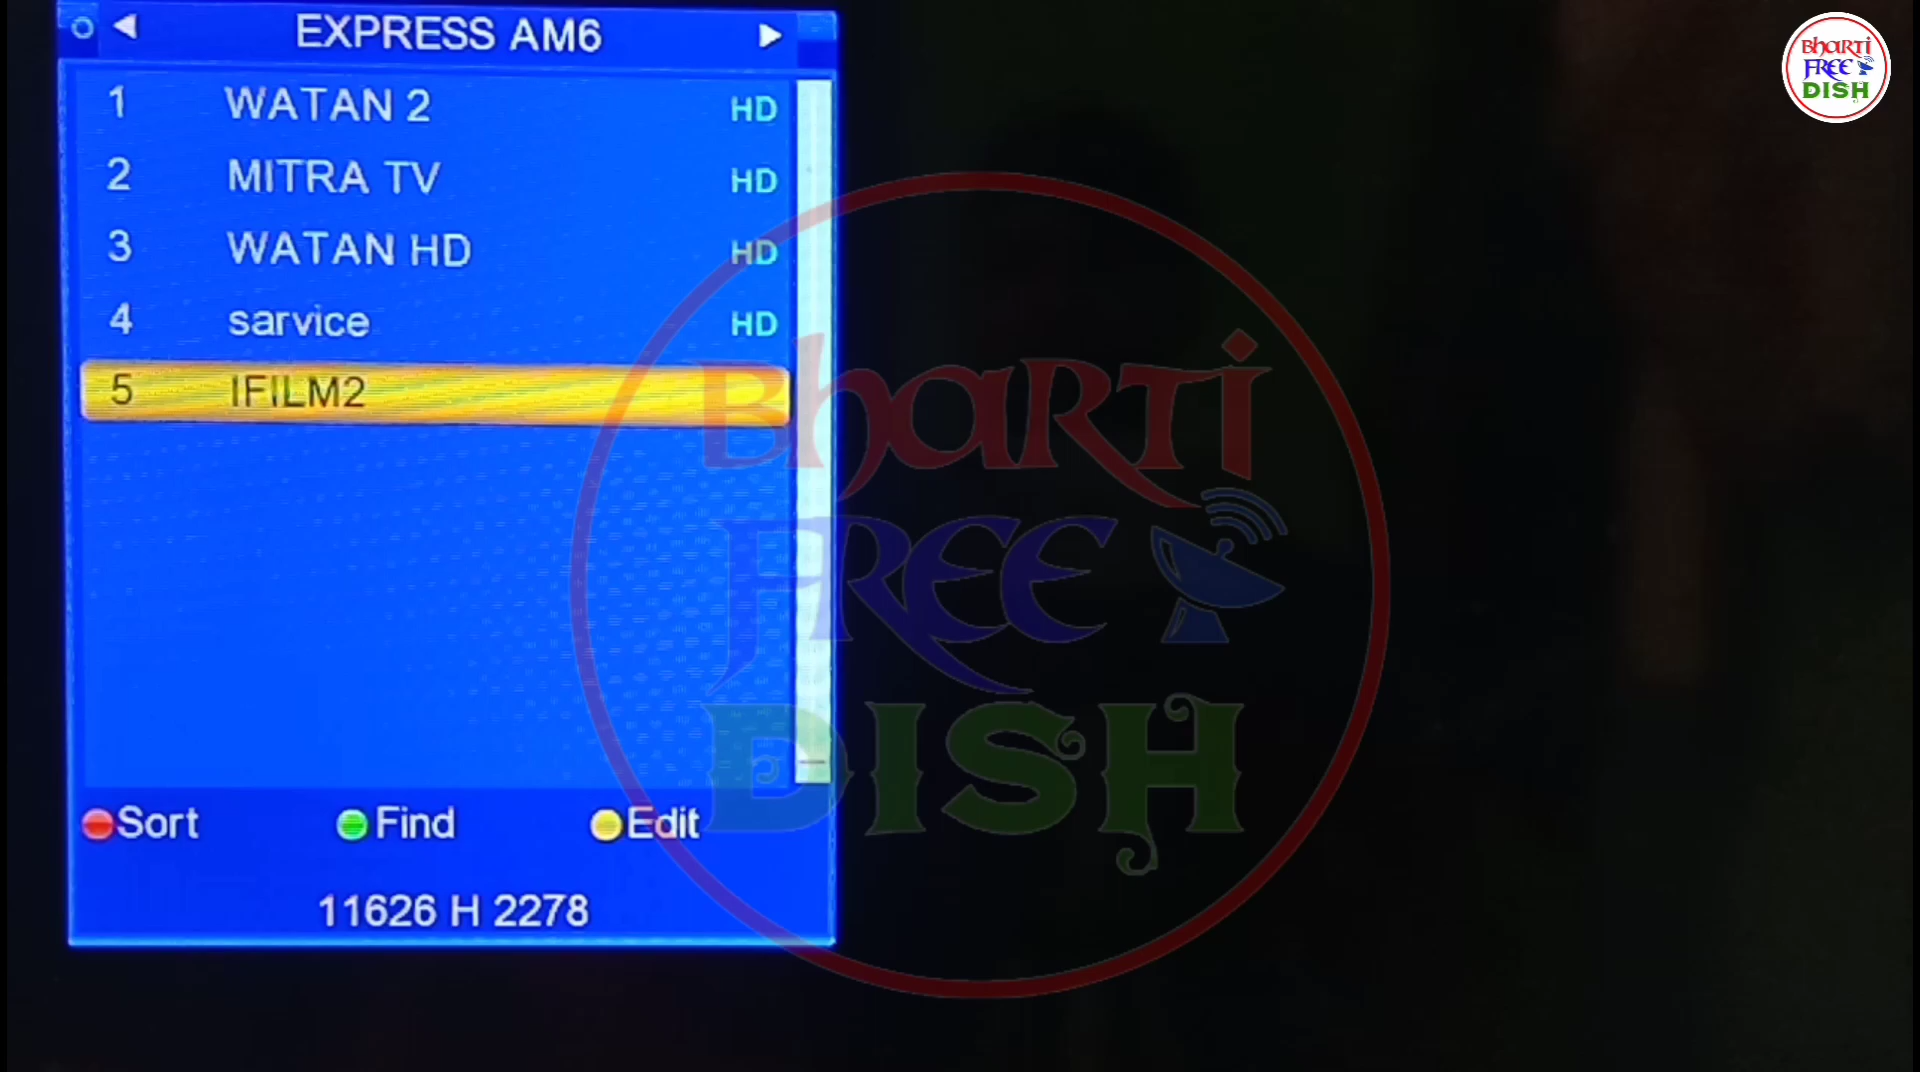 EXPRESS AM6
1 WATAN 2 HD
2 MITRA TV HD
3 WATAN HD HD
4 sarvice HD
5 IFILM2
Sort Find Edit
11626 H 2278
BHARTI
FREE
DISH
BHARTI
FREE
DISH